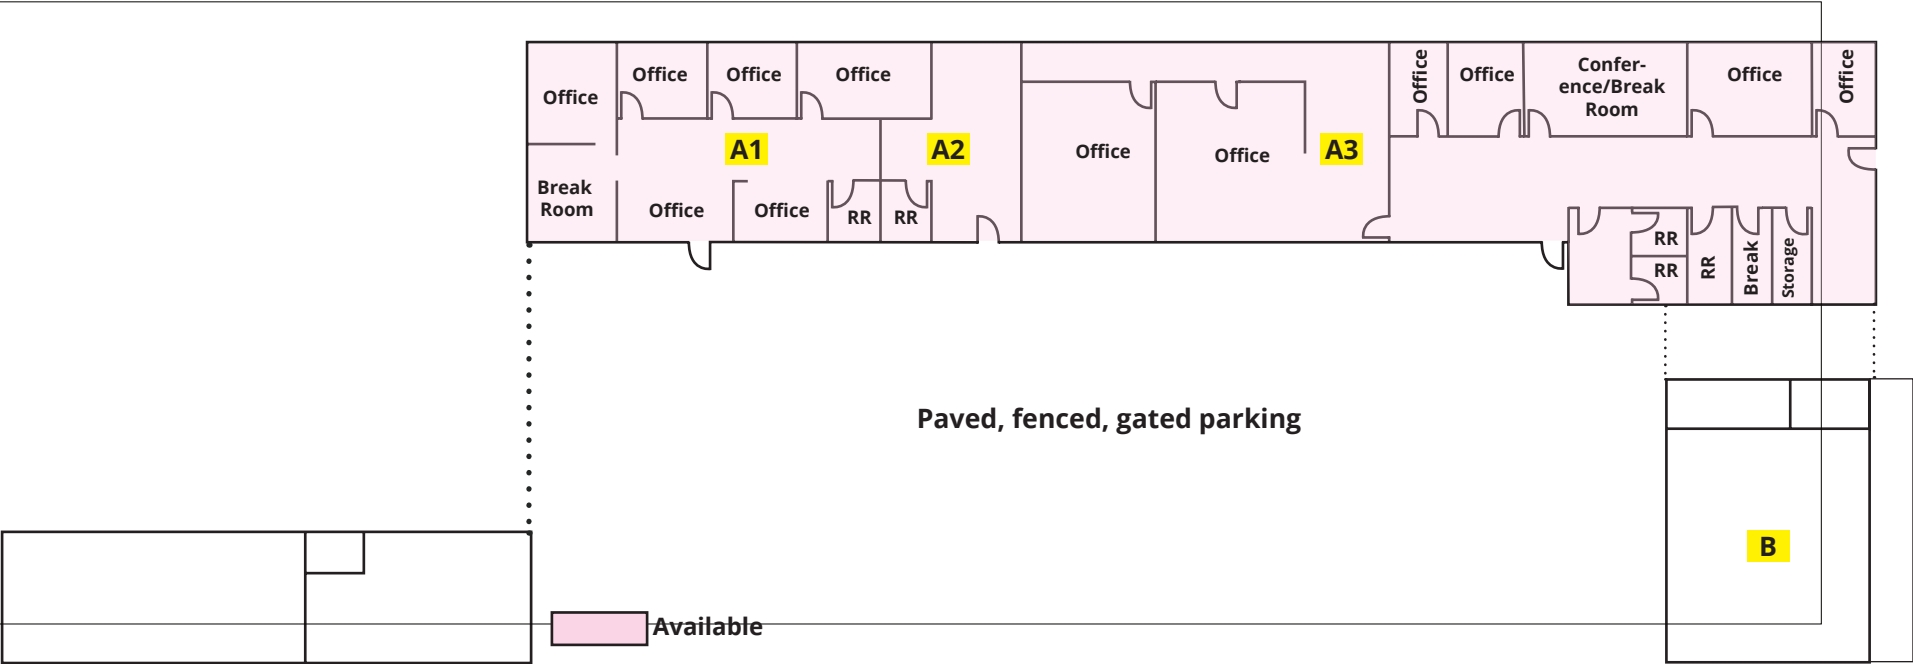 Office
Office
Office
Office
Office
Office
Confer-
ence/Break
Room
Office
Office
A1
A2
Office
Office
A3
Break
Room
Office
Office
RR
RR
RR
RR
RR
Break
Storage
Paved, fenced, gated parking
B
Available